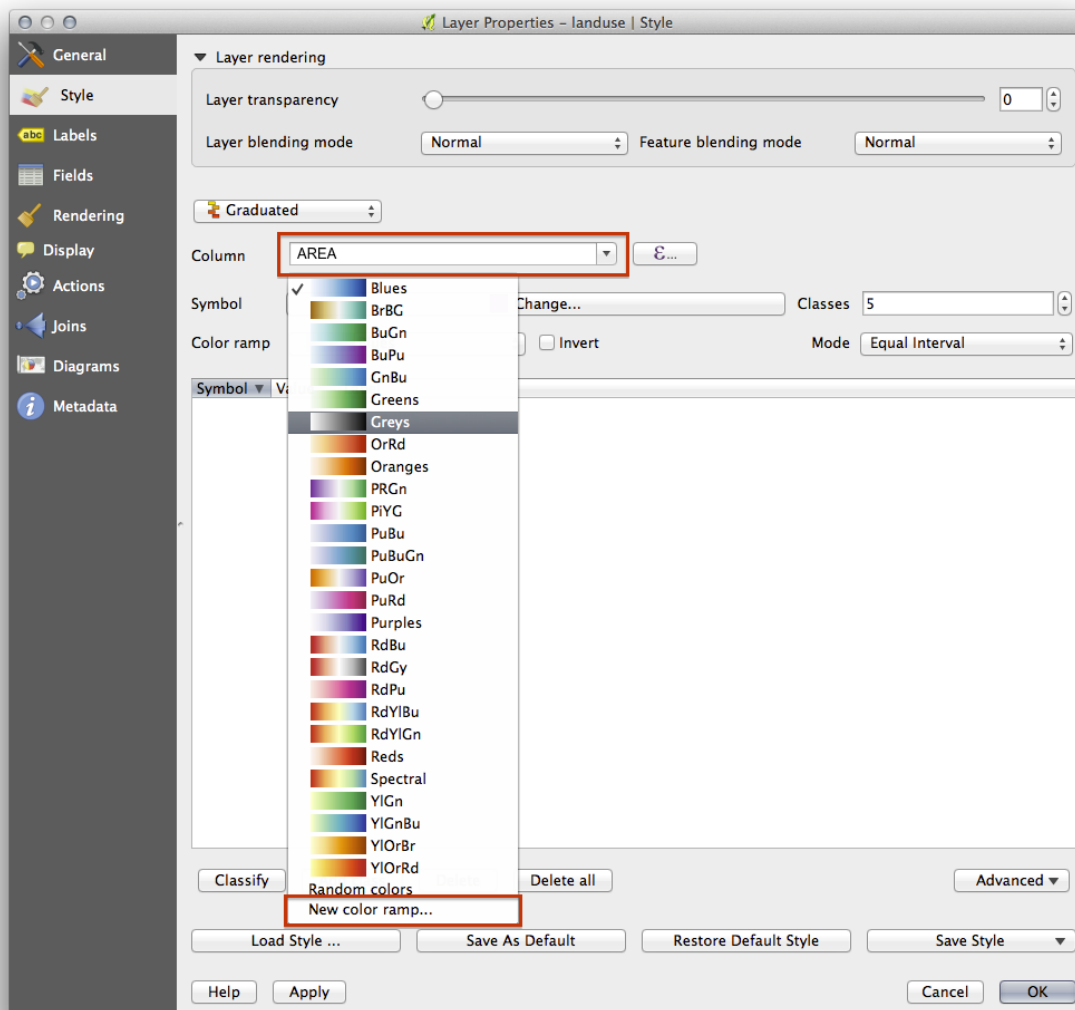 Layer Properties - landuse | Style
General
Style
abc Labels
Fields
Rendering
Display
Actions
Joins
Diagrams
i Metadata
Layer rendering
Layer transparency 0
Layer blending mode Normal Feature blending mode Normal
Graduated
Column AREA ε...
Symbol Change... Classes 5
Color ramp Invert Mode Equal Interval
Symbol
Blues
BrBG
BuGn
BuPu
GnBu
Greens
Greys
OrRd
Oranges
PRGn
PiYG
PuBu
PuBuGn
PuOr
PuRd
Purples
RdBu
RdGy
RdPu
RdYlBu
RdYlGn
Reds
Spectral
YlGn
YlGnBu
YlOrBr
YlOrRd
Random colors
New color ramp...
Classify Delete all Advanced
Load Style ... Save As Default Restore Default Style Save Style
Help Apply Cancel OK